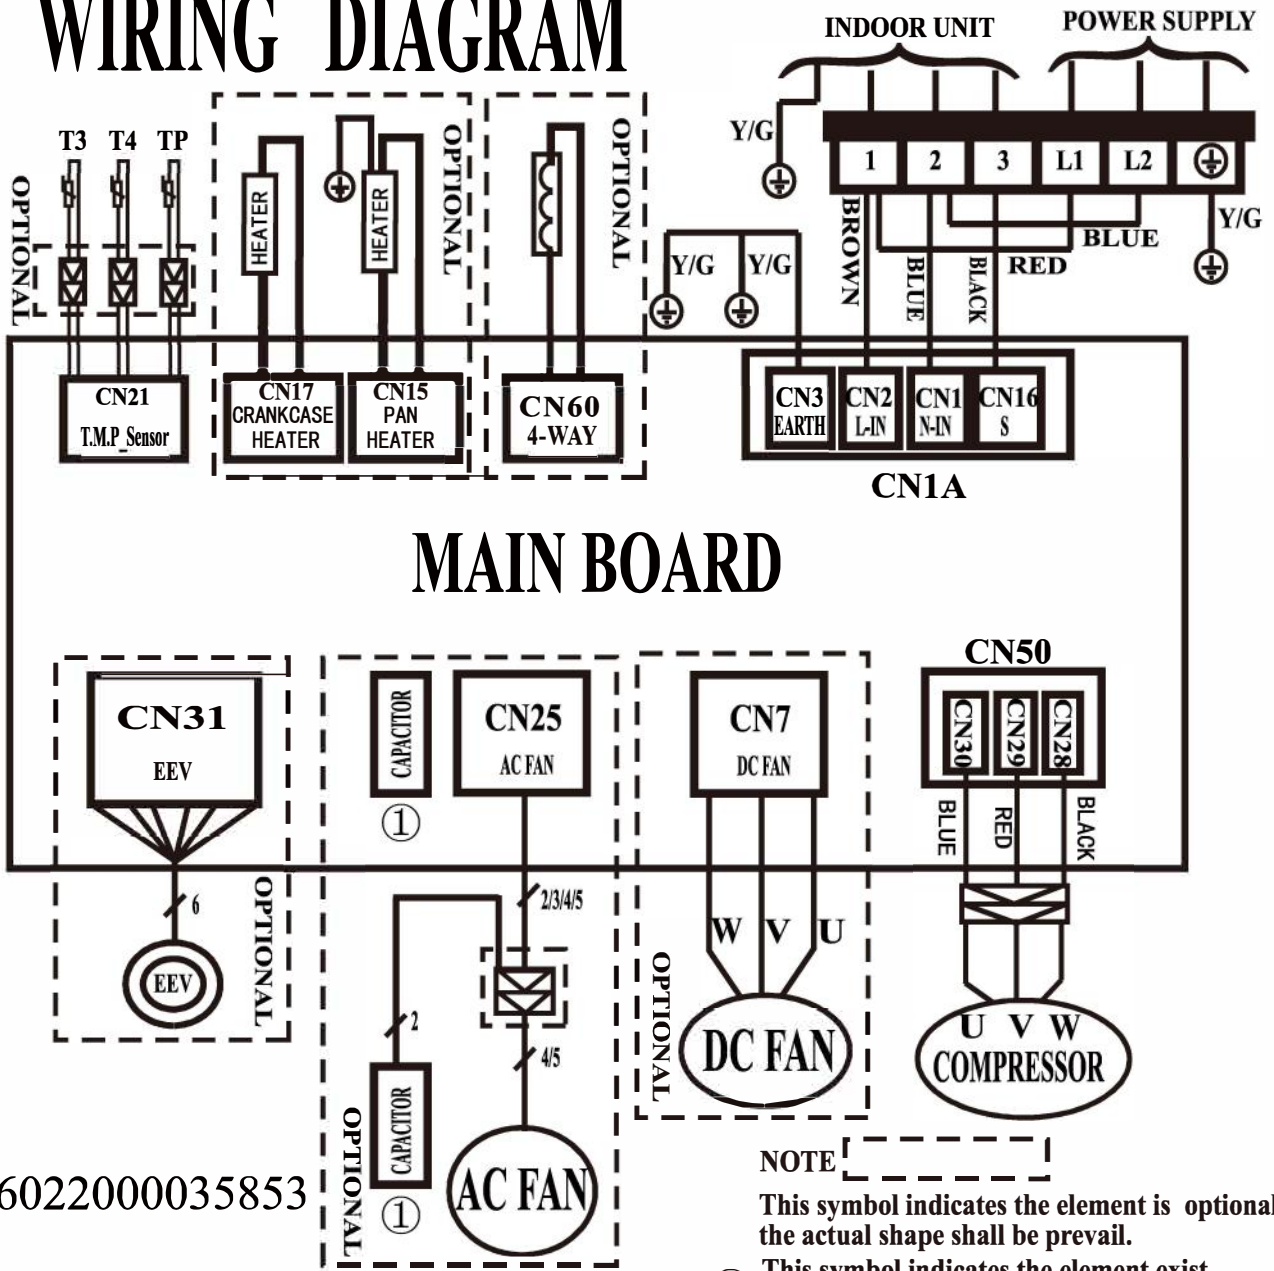 WIRING DIAGRAM
INDOOR UNIT
POWER SUPPLY
T3 T4 TP
OPTIONAL
HEATER
HEATER
OPTIONAL
OPTIONAL
Y/G
1 2 3 L1 L2
Y/G
BROWN
BLUE
BLACK
RED
BLUE
Y/G Y/G
CN21
T.M.P_Sensor
CN17
CRANKCASE
HEATER
CN15
PAN
HEATER
CN60
4-WAY
CN3
EARTH
CN2
L-IN
CN1
N-IN
CN16
S
CN1A
MAIN BOARD
CN31
EEV
6
EEV
OPTIONAL
CAPACITOR
①
CN25
AC FAN
2/3/4/5
2
4/5
CAPACITOR
①
AC FAN
OPTIONAL
CN7
DC FAN
W V U
DC FAN
OPTIONAL
CN50
CN30
CN29
CN28
BLUE
RED
BLACK
U V W
COMPRESSOR
6022000035853
NOTE
This symbol indicates the element is optional
the actual shape shall be prevail.
This symbol indicates the element exist